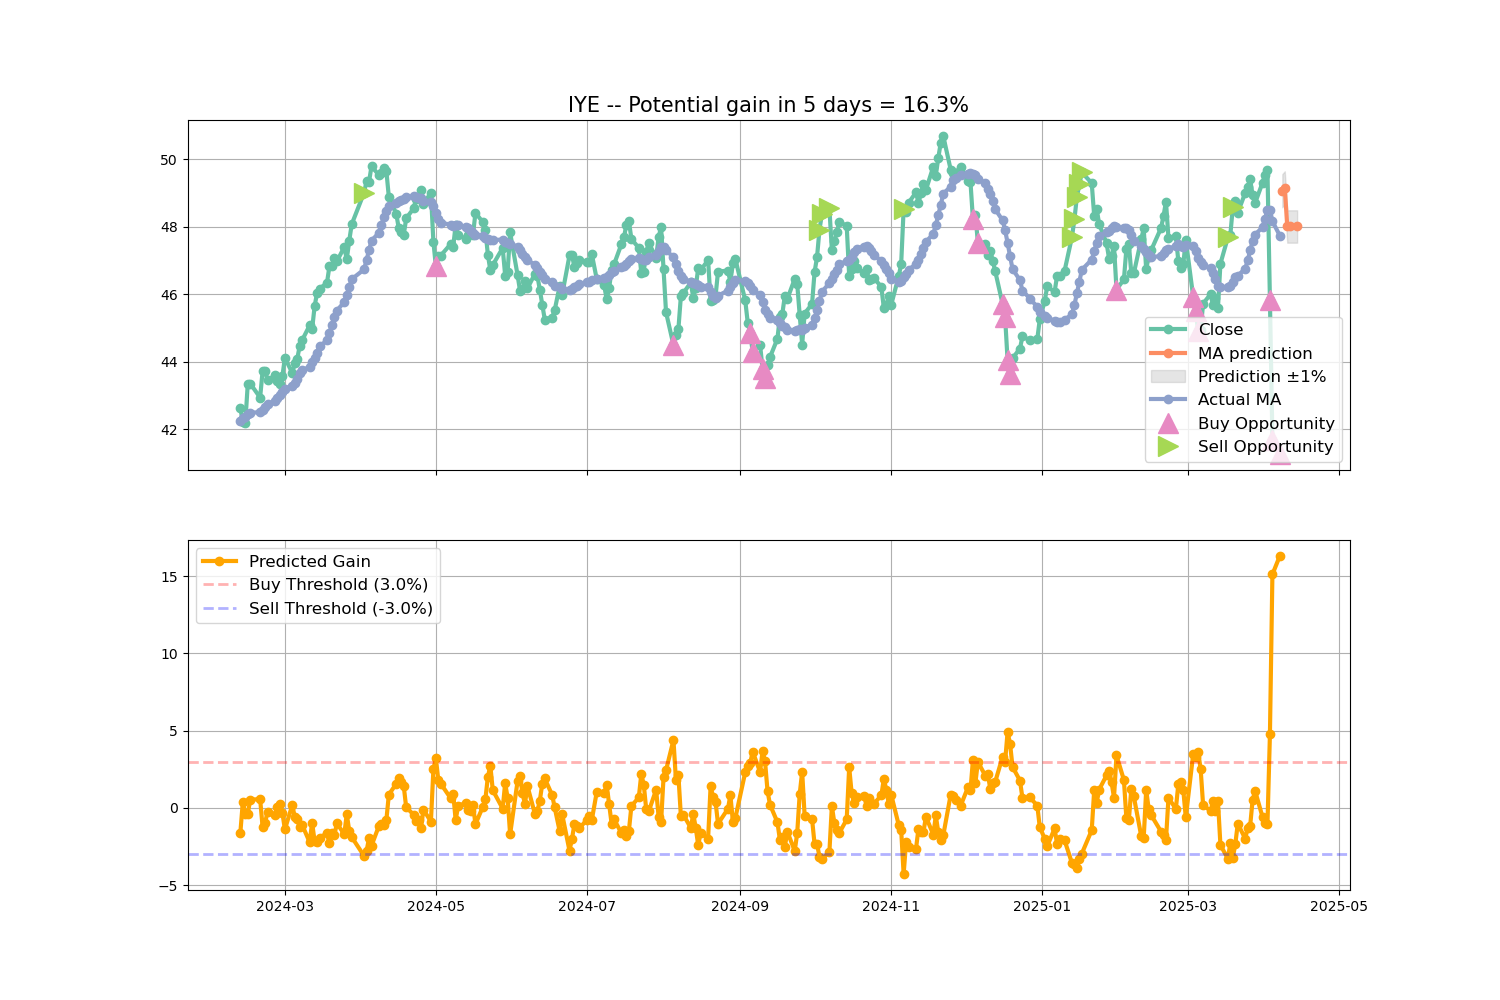 IYE -- Potential gain in 5 days = 16.3%
50
48
46
44
42
Close
MA prediction
Prediction ±1%
Actual MA
Buy Opportunity
Sell Opportunity
Predicted Gain
Buy Threshold (3.0%)
Sell Threshold (-3.0%)
15
10
5
0
−5
2024-03
2024-05
2024-07
2024-09
2024-11
2025-01
2025-03
2025-05